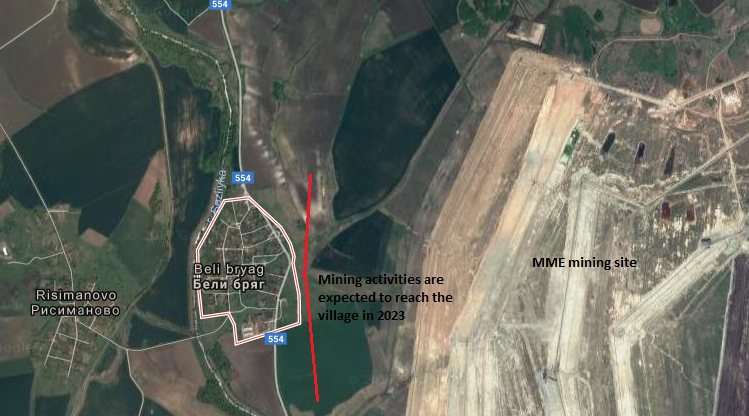 554
554
r. Sazliyka
Beli bryag
Бели бряг
Risimanovo
Рисиманово
554
Mining activities are
expected to reach the
village in 2023
MME mining site